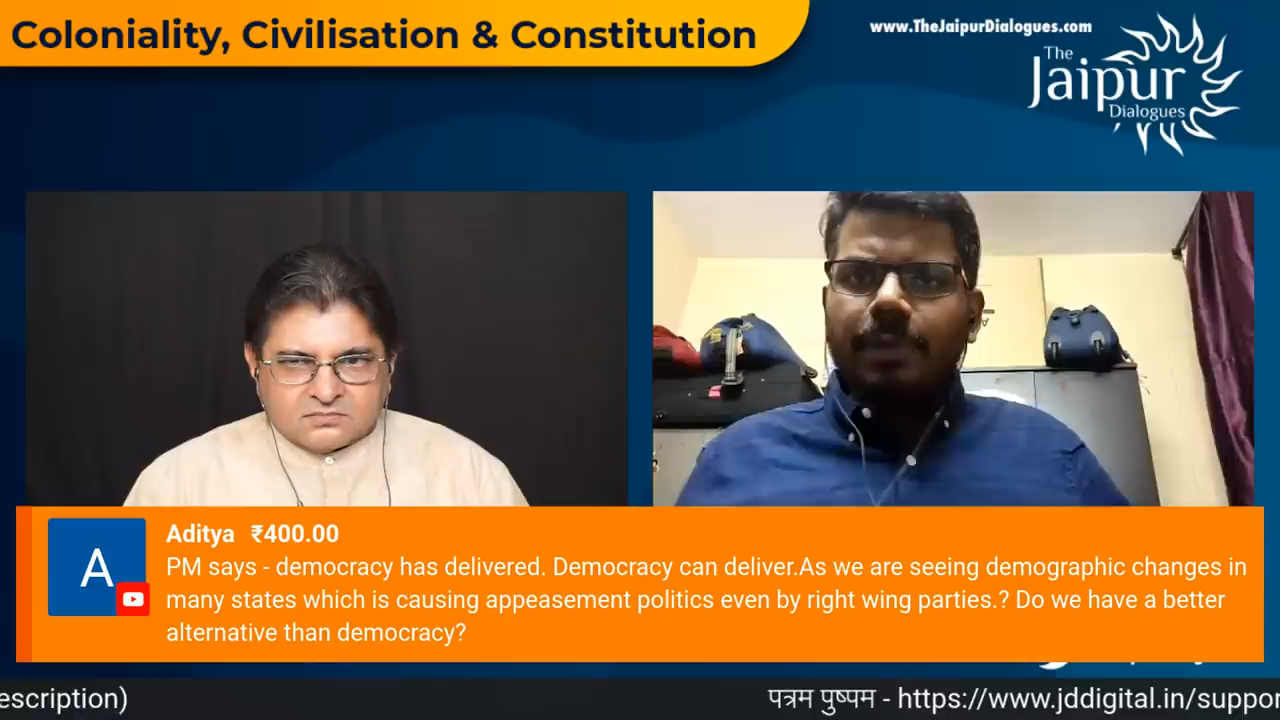 Coloniality, Civilisation & Constitution
www.TheJaipurDialogues.com
The
Jaipur
Dialogues
A
Aditya ₹400.00
PM says - democracy has delivered. Democracy can deliver.As we are seeing demographic changes in
many states which is causing appeasement politics even by right wing parties.? Do we have a better
alternative than democracy?
escription)
पत्रम पुष्पम - https://www.jddigital.in/suppor